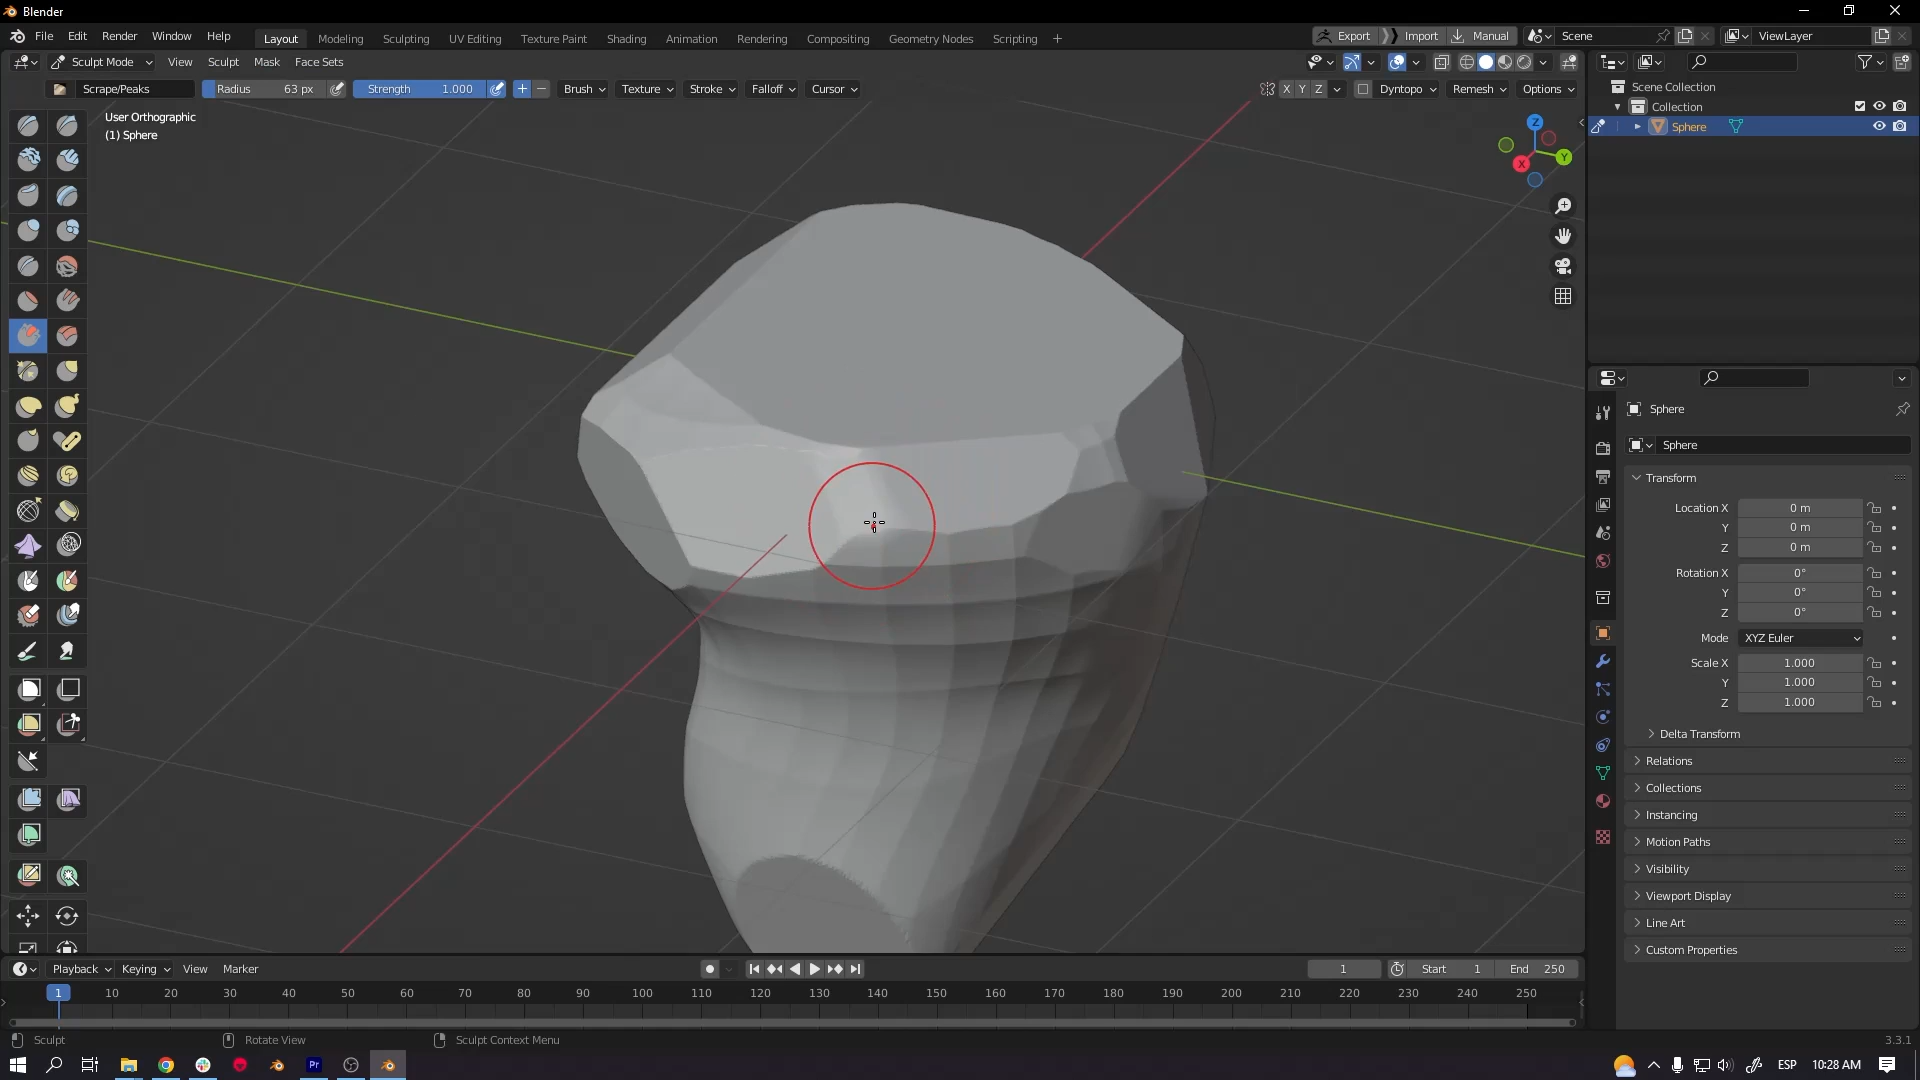 Blender
File Edit Render Window Help Layout Modeling Sculpting UV Editing Texture Paint Shading Animation Rendering Compositing Geometry Nodes Scripting + Export Import Manual Scene ViewLayer
Sculpt Mode View Sculpt Mask Face Sets
Scrape/Peaks Radius 63 px Strength 1.000 + − Brush Texture Stroke Falloff Cursor X Y Z Dyntopo Remesh Options
User Orthographic
(1) Sphere
Z
Y
X
Scene Collection
Collection
Sphere
Sphere
Sphere
Transform
Location X 0 m
Y 0 m
Z 0 m
Rotation X 0°
Y 0°
Z 0°
Mode XYZ Euler
Scale X 1.000
Y 1.000
Z 1.000
Delta Transform
Relations
Collections
Instancing
Motion Paths
Visibility
Viewport Display
Line Art
Custom Properties
Playback Keying View Marker 1 Start 1 End 250
1 10 20 30 40 50 60 70 80 90 100 110 120 130 140 150 160 170 180 190 200 210 220 230 240 250
Sculpt Rotate View Sculpt Context Menu 3.3.1
Pr ESP 10:28 AM